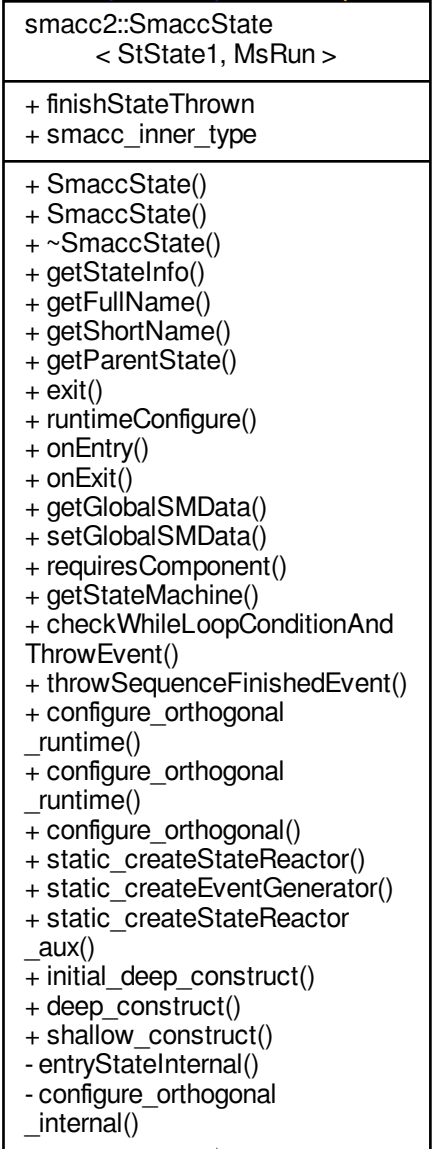 smacc2::SmaccState
< StState1, MsRun >
+ finishStateThrown
+ smacc_inner_type
+ SmaccState()
+ SmaccState()
+ ~SmaccState()
+ getStateInfo()
+ getFullName()
+ getShortName()
+ getParentState()
+ exit()
+ runtimeConfigure()
+ onEntry()
+ onExit()
+ getGlobalSMData()
+ setGlobalSMData()
+ requiresComponent()
+ getStateMachine()
+ checkWhileLoopConditionAnd
ThrowEvent()
+ throwSequenceFinishedEvent()
+ configure_orthogonal
_runtime()
+ configure_orthogonal
_runtime()
+ configure_orthogonal()
+ static_createStateReactor()
+ static_createEventGenerator()
+ static_createStateReactor
_aux()
+ initial_deep_construct()
+ deep_construct()
+ shallow_construct()
- entryStateInternal()
- configure_orthogonal
_internal()